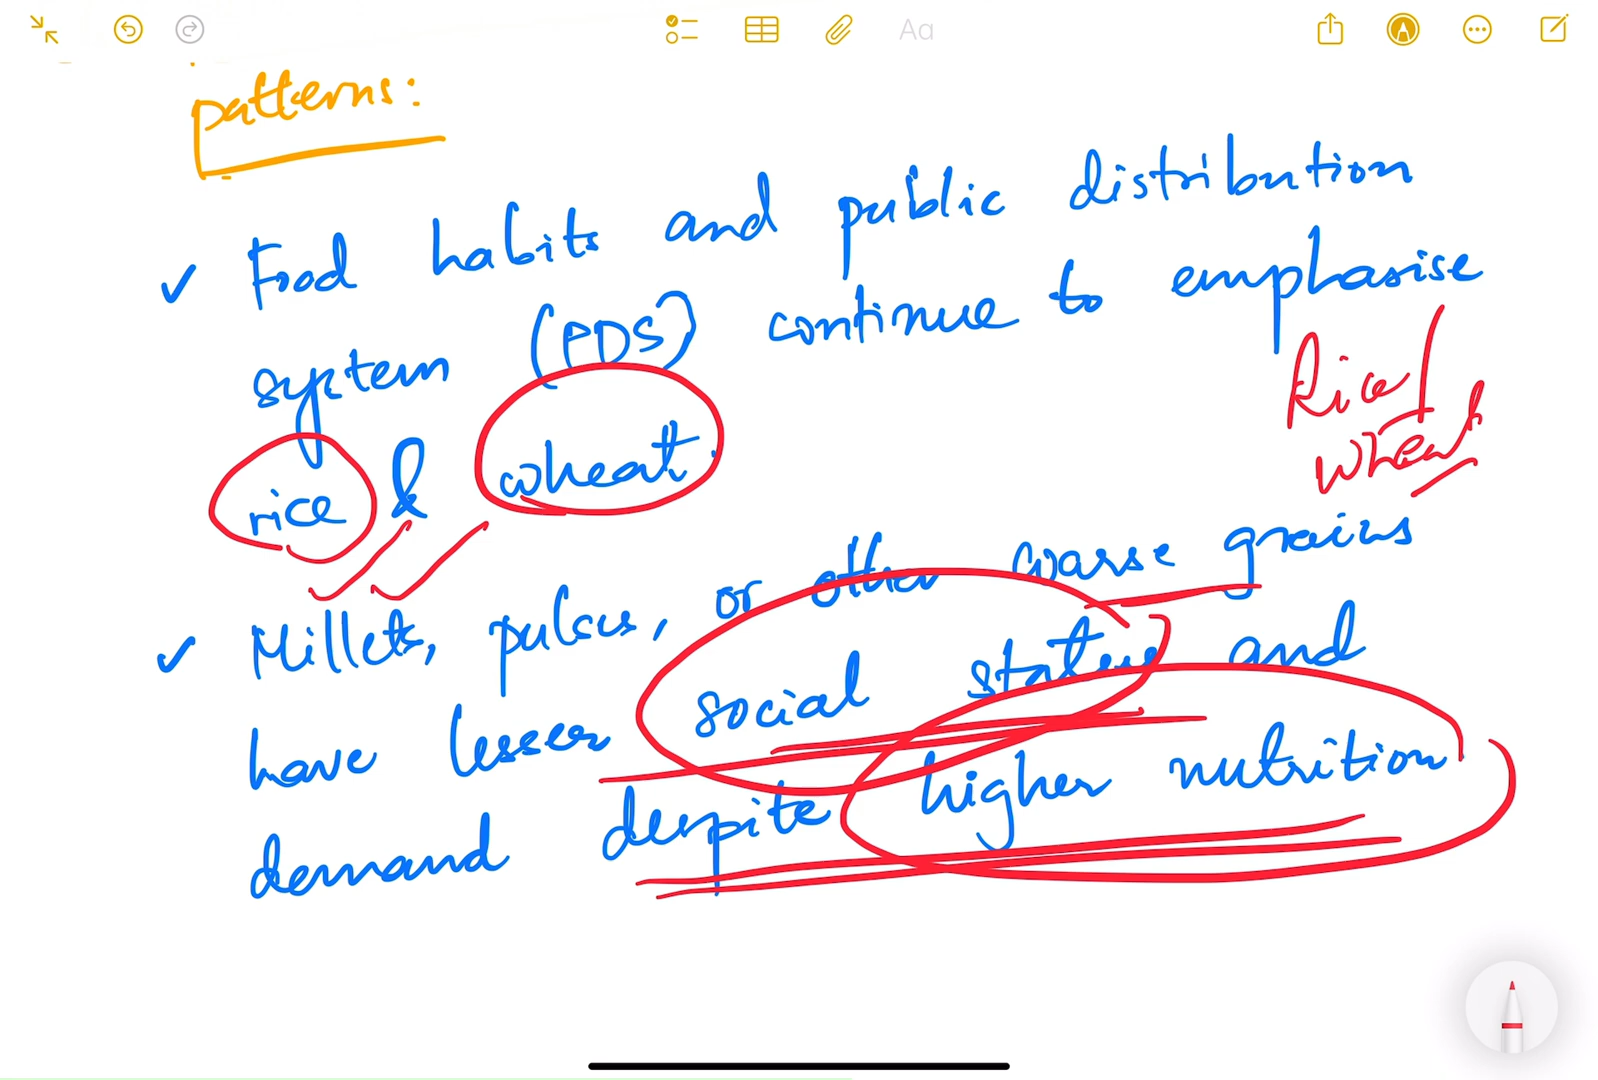 Aa
patterns:
✓ Food habits and public distribution
system (PDS) continue to emphasise
Rice/
wheat
rice & wheat.
✓ Millets, pulses, or other coarse grains
have lesser social status and
demand despite higher nutrition